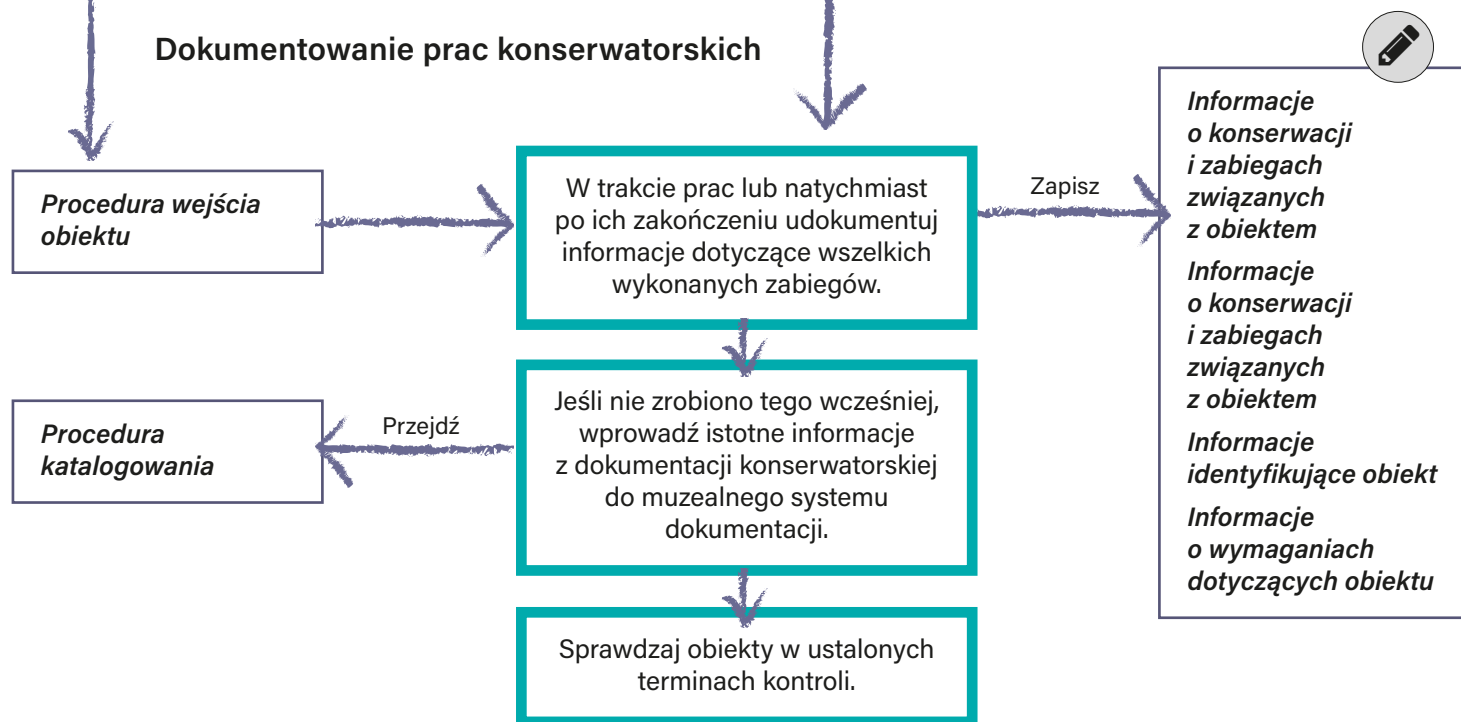 Dokumentowanie prac konserwatorskich
Procedura wejścia
obiektu
W trakcie prac lub natychmiast
po ich zakończeniu udokumentuj
informacje dotyczące wszelkich
wykonanych zabiegów.
Zapisz
Informacje
o konserwacji
i zabiegach
związanych
z obiektem
Informacje
o konserwacji
i zabiegach
związanych
z obiektem
Informacje
identyfikujące obiekt
Informacje
o wymaganiach
dotyczących obiektu
Procedura
katalogowania
Przejdź
Jeśli nie zrobiono tego wcześniej,
wprowadź istotne informacje
z dokumentacji konserwatorskiej
do muzealnego systemu
dokumentacji.
Sprawdzaj obiekty w ustalonych
terminach kontroli.